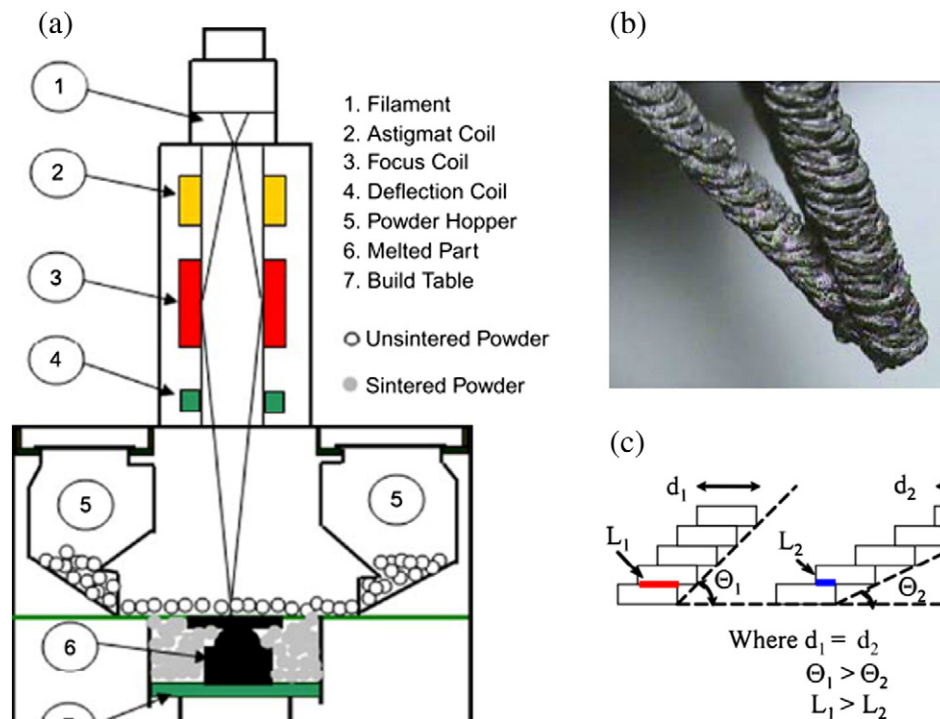 (a)
1
2
3
4
5
5
6
1. Filament
2. Astigmat Coil
3. Focus Coil
4. Deflection Coil
5. Powder Hopper
6. Melted Part
7. Build Table
Unsintered Powder
Sintered Powder
(b)
(c)
d₁
d₂
L₁
L₂
Θ₁
Θ₂
Where d₁ = d₂
Θ₁ > Θ₂
L₁ > L₂